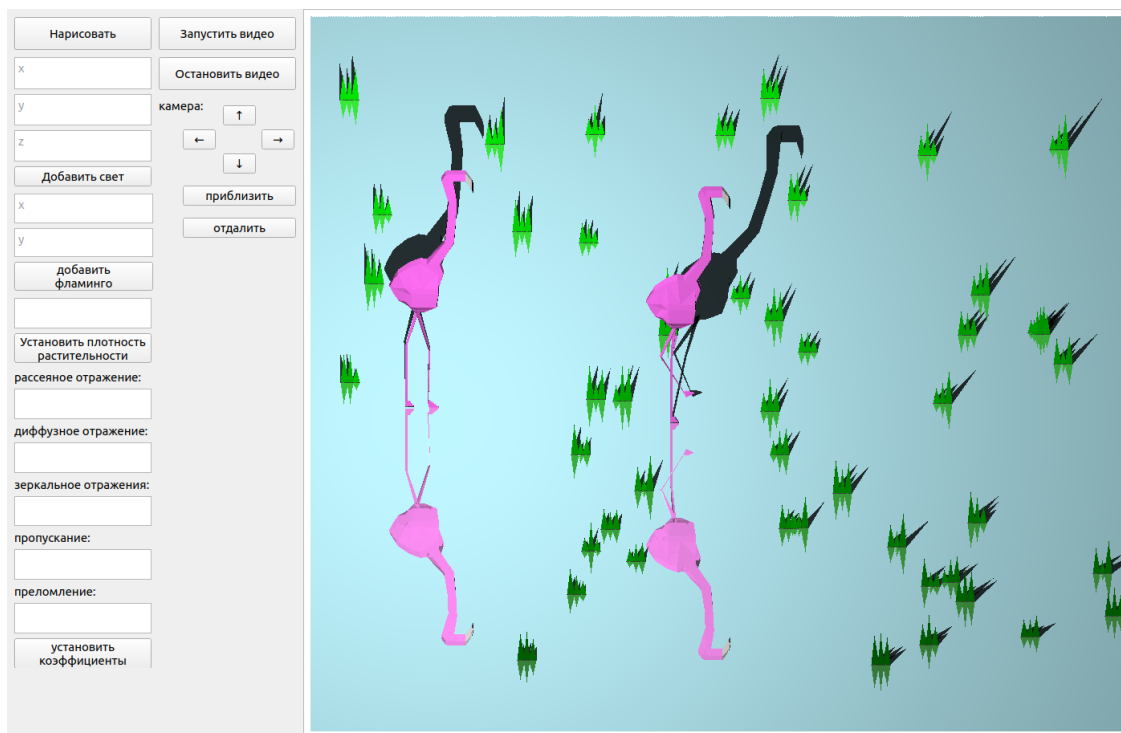 Нарисовать
Запустить видео
x
Остановить видео
y
камера:
↑
z
←
→
↓
Добавить свет
приблизить
x
отдалить
y
добавить
фламинго
Установить плотность
растительности
рассеяное отражение:
диффузное отражение:
зеркальное отражения:
пропускание:
преломление:
установить
коэффициенты